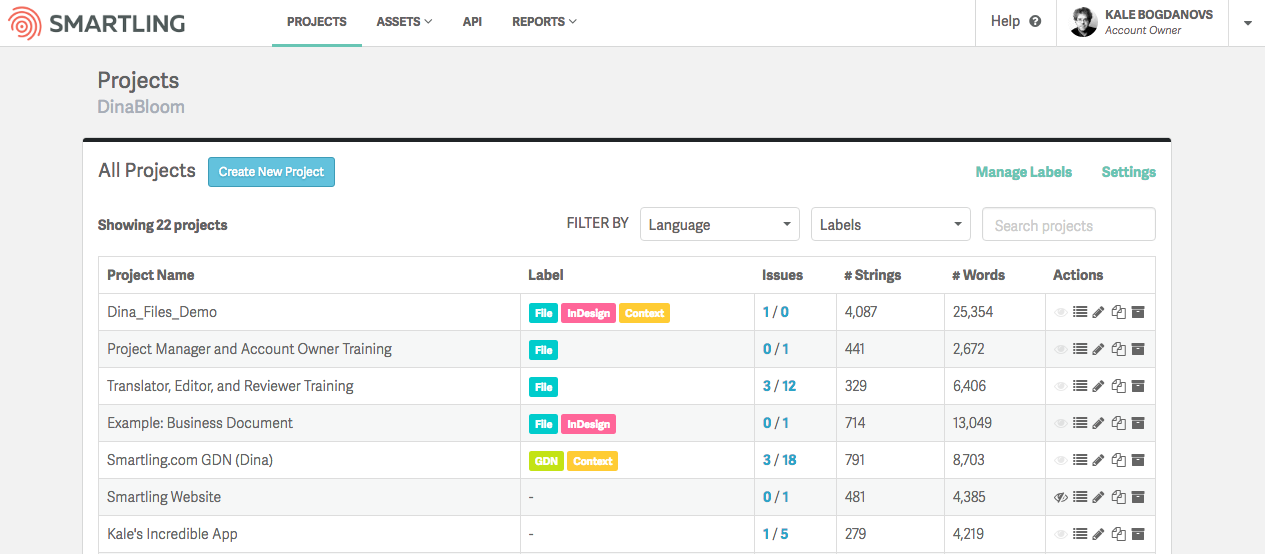 SMARTLING PROJECTS ASSETS API REPORTS Help KALE BOGDANOVS
Account Owner
Projects
DinaBloom
All Projects Create New Project Manage Labels Settings
Showing 22 projects FILTER BY Language Labels Search projects
Project Name Label Issues # Strings # Words Actions
Dina_Files_Demo File InDesign Context 1 / 0 4,087 25,354
Project Manager and Account Owner Training File 0 / 1 441 2,672
Translator, Editor, and Reviewer Training File 3 / 12 329 6,406
Example: Business Document File InDesign 0 / 1 714 13,049
Smartling.com GDN (Dina) GDN Context 3 / 18 791 8,703
Smartling Website - 0 / 1 481 4,385
Kale's Incredible App - 1 / 5 279 4,219